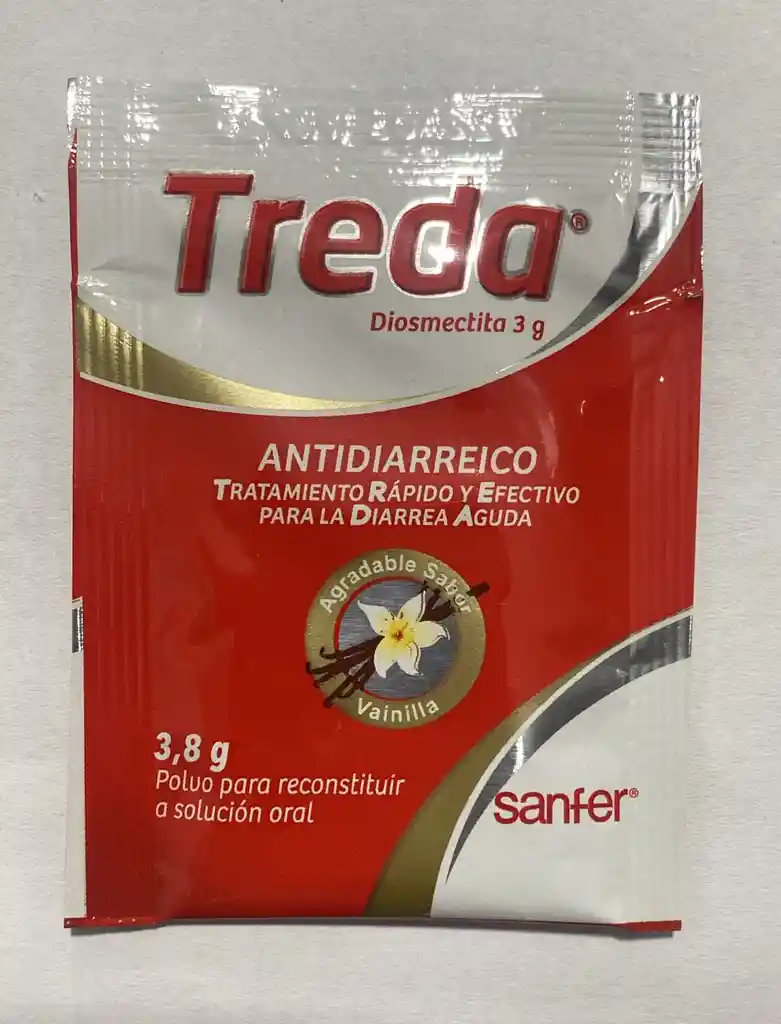 Treda®
Diosmectita 3 g
ANTIDIARREICO
TRATAMIENTO RÁPIDO Y EFECTIVO
PARA LA DIARREA AGUDA
Agradable Sabor
Vainilla
3,8 g
Polvo para reconstituir
a solución oral
sanfer®